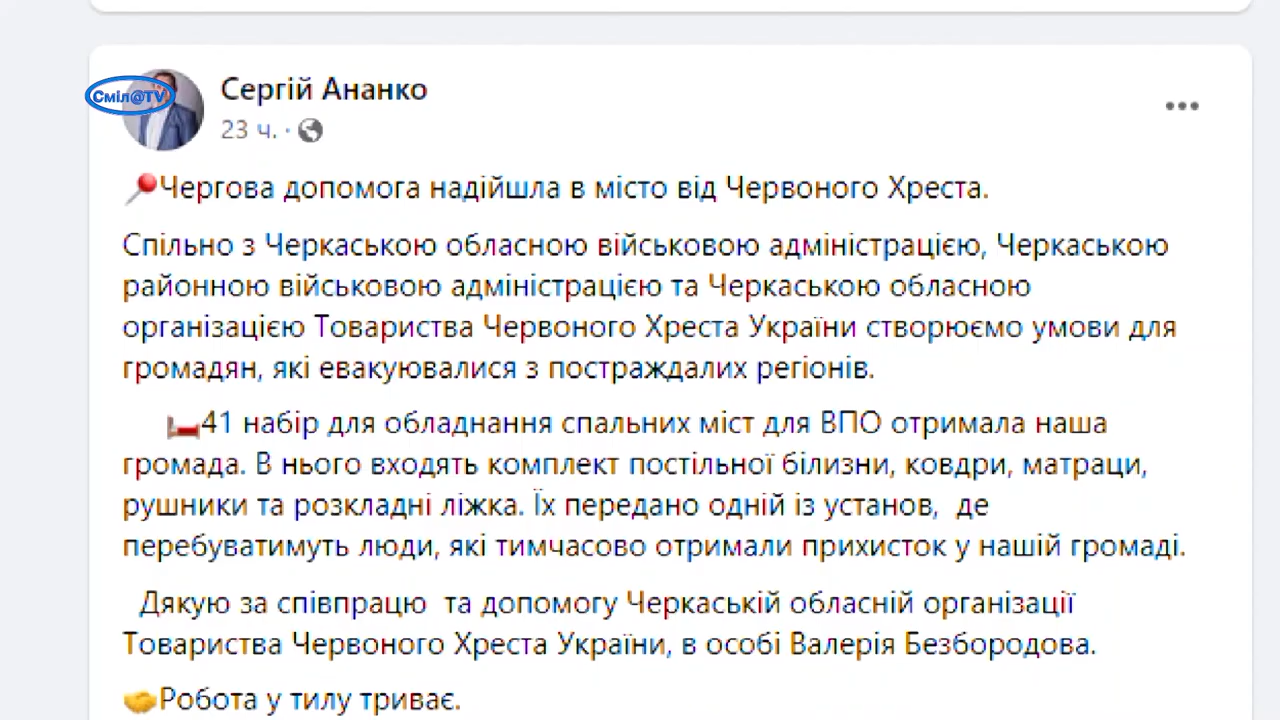 Сміл@TV
Сергій Ананко
23 ч. ·
Чергова допомога надійшла в місто від Червоного Хреста.
Спільно з Черкаською обласною військовою адміністрацією, Черкаською
районною військовою адміністрацією та Черкаською обласною
організацією Товариства Червоного Хреста України створюємо умови для
громадян, які евакуювалися з постраждалих регіонів.
41 набір для обладнання спальних міст для ВПО отримала наша
громада. В нього входять комплект постільної білизни, ковдри, матраци,
рушники та розкладні ліжка. Їх передано одній із установ, де
перебуватимуть люди, які тимчасово отримали прихисток у нашій громаді.
Дякую за співпрацю та допомогу Черкаській обласній організації
Товариства Червоного Хреста України, в особі Валерія Безбородова.
Робота у тилу триває.